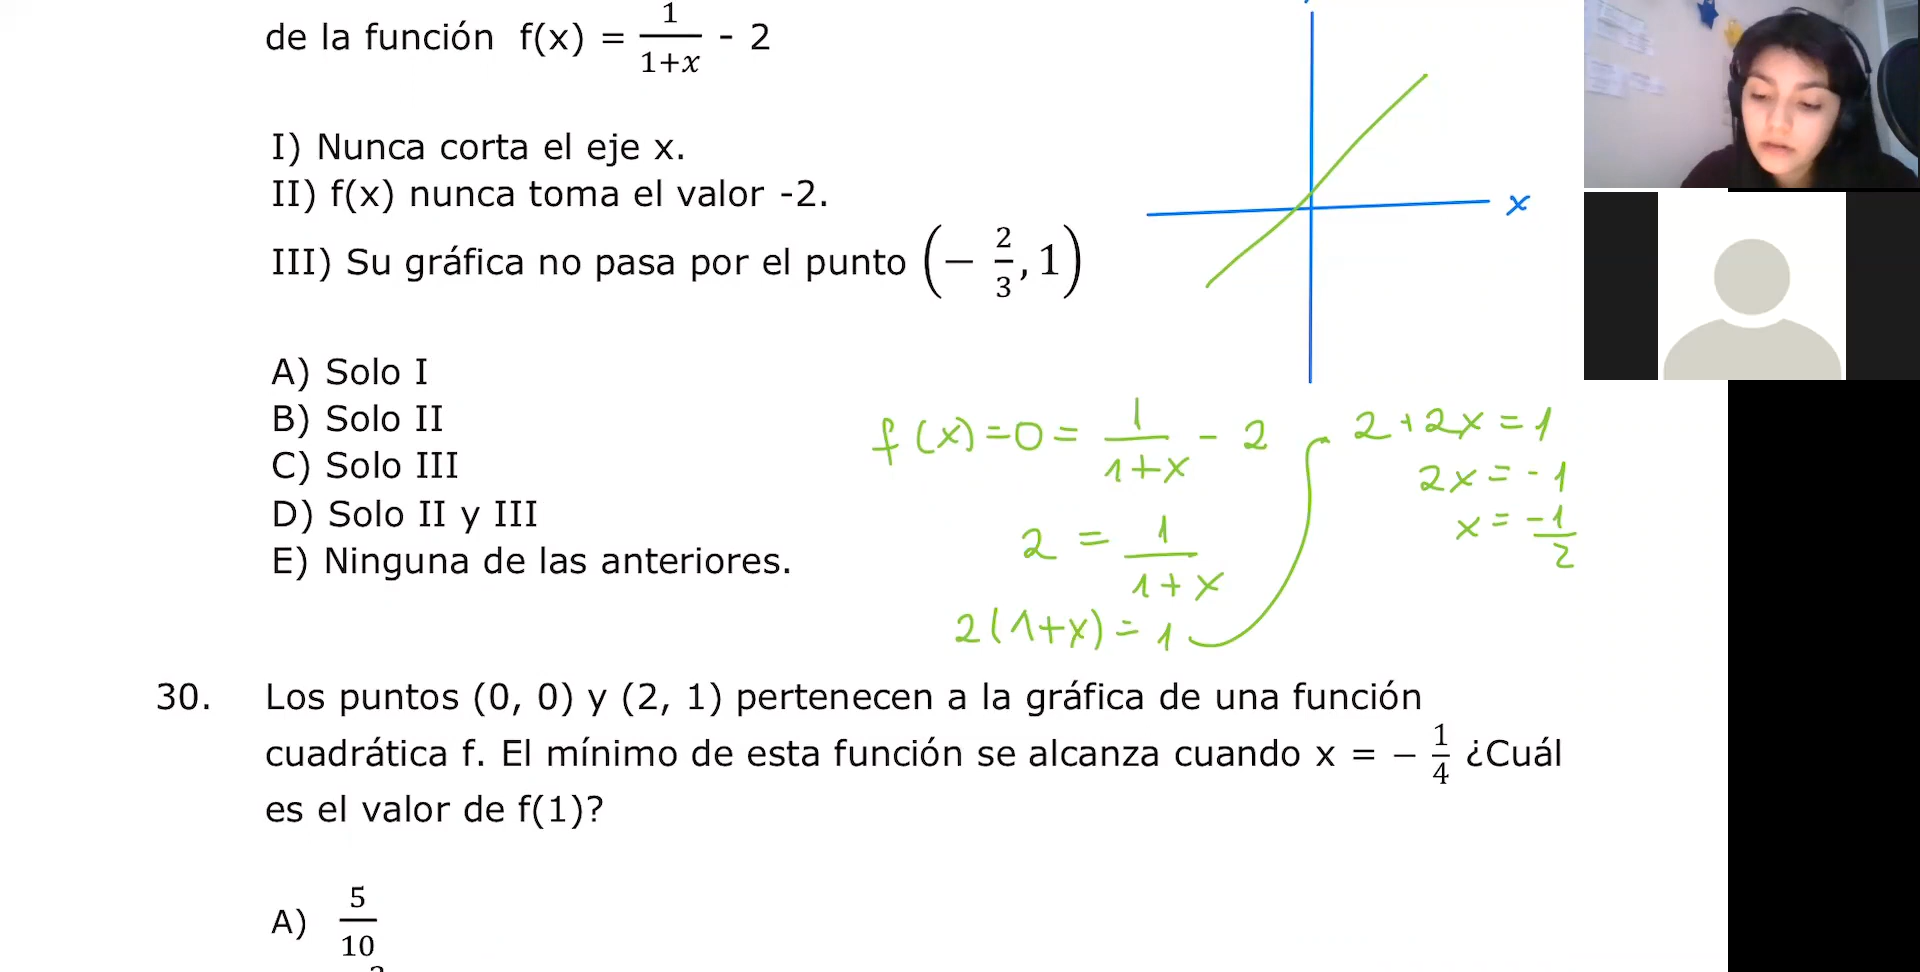 de la función f(x) = 1/(1+x) - 2
I) Nunca corta el eje x.
II) f(x) nunca toma el valor -2.
III) Su gráfica no pasa por el punto (− 2/3, 1)
x
A) Solo I
B) Solo II
C) Solo III
D) Solo II y III
E) Ninguna de las anteriores.
f(x)=0= 1/(1+x) - 2
2 = 1/(1+x)
2(1+x)=1
2+2x=1
2x=-1
x=-1/2
30. Los puntos (0, 0) y (2, 1) pertenecen a la gráfica de una función
cuadrática f. El mínimo de esta función se alcanza cuando x = − 1/4 ¿Cuál
es el valor de f(1)?
A) 5/10